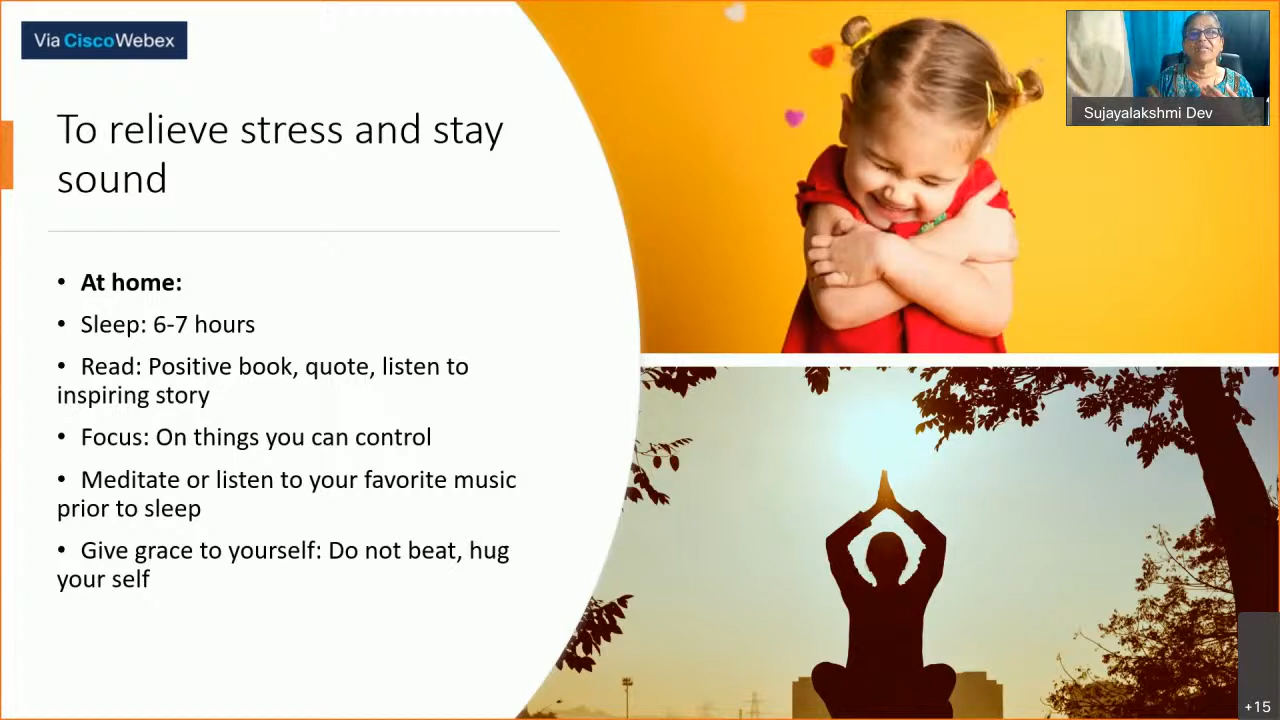 Via CiscoWebex
To relieve stress and stay
sound
• At home:
• Sleep: 6-7 hours
• Read: Positive book, quote, listen to
inspiring story
• Focus: On things you can control
• Meditate or listen to your favorite music
prior to sleep
• Give grace to yourself: Do not beat, hug
your self
Sujayalakshmi Dev
+15